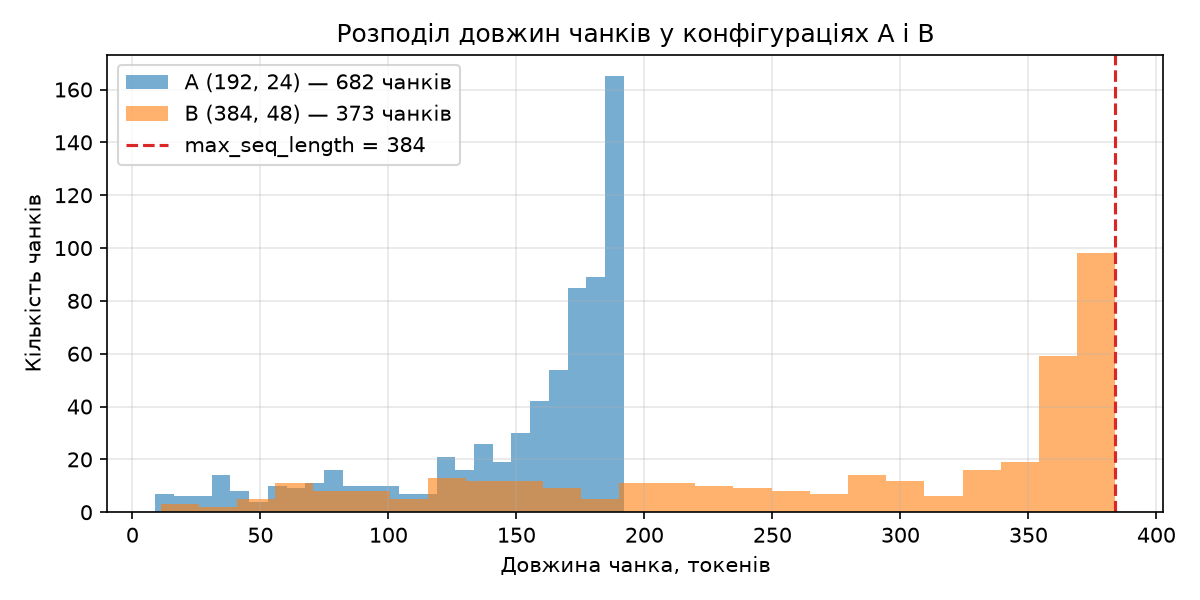 Розподіл довжин чанків у конфігураціях A і B
A (192, 24) — 682 чанків
B (384, 48) — 373 чанків
max_seq_length = 384
Кількість чанків
160
140
120
100
80
60
40
20
0
0 50 100 150 200 250 300 350 400
Довжина чанка, токенів